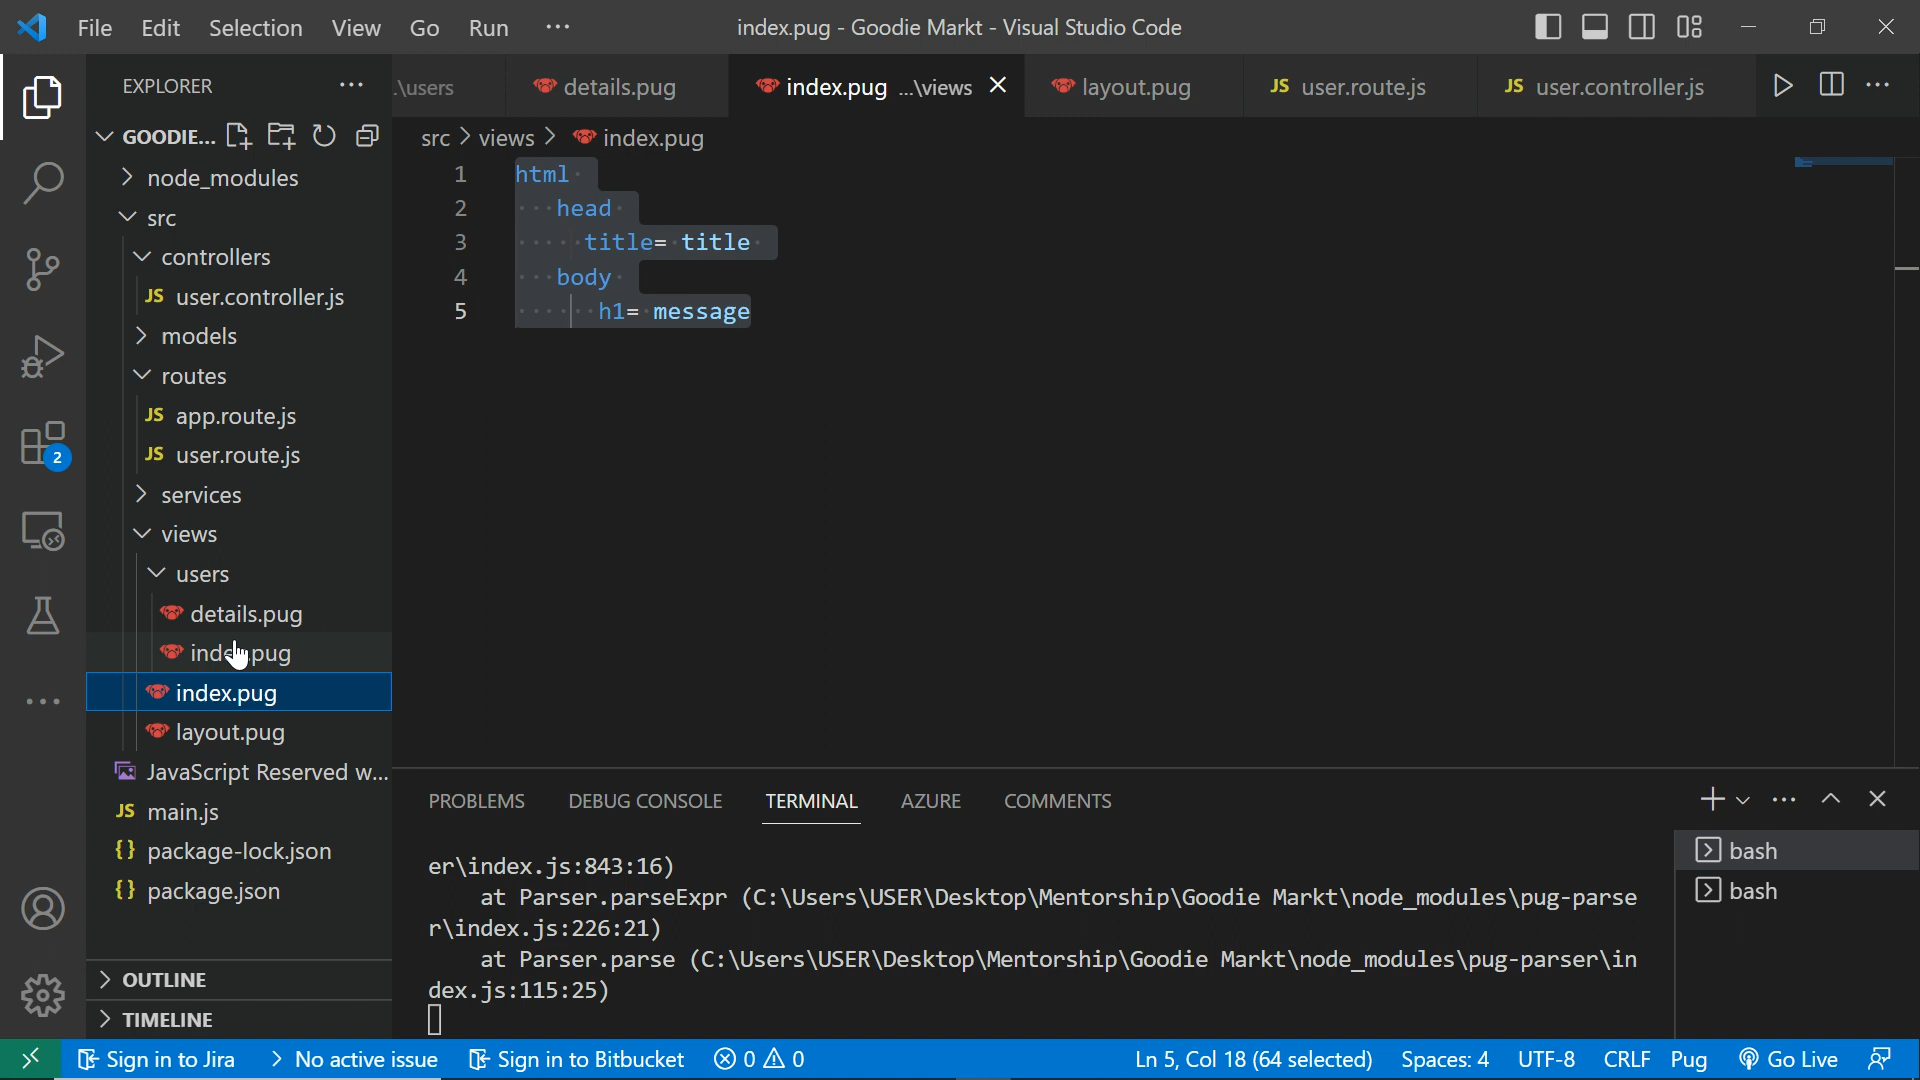 File Edit Selection View Go Run ··· index.pug - Goodie Markt - Visual Studio Code
EXPLORER ···
.\users details.pug index.pug ...\views layout.pug JS user.route.js JS user.controller.js ···
GOODIE...
src > views > index.pug
node_modules
src
controllers
JS user.controller.js
models
routes
JS app.route.js
JS user.route.js
services
views
users
details.pug
index.pug
layout.pug
JavaScript Reserved w...
JS main.js
{} package-lock.json
{} package.json
OUTLINE
TIMELINE
2
1 html
2 head
3 title= title
4 body
5 h1= message
PROBLEMS DEBUG CONSOLE TERMINAL AZURE COMMENTS
er\index.js:843:16)
at Parser.parseExpr (C:\Users\USER\Desktop\Mentorship\Goodie Markt\node_modules\pug-parse
r\index.js:226:21)
at Parser.parse (C:\Users\USER\Desktop\Mentorship\Goodie Markt\node_modules\pug-parser\in
dex.js:115:25)
bash
bash
Sign in to Jira > No active issue Sign in to Bitbucket 0 0 Ln 5, Col 18 (64 selected) Spaces: 4 UTF-8 CRLF Pug Go Live